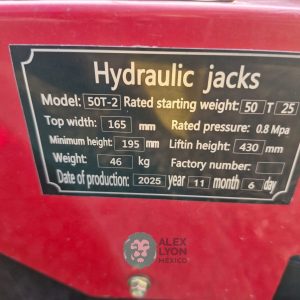 Hydraulic jacks
Model: 50T-2 Rated starting weight: 50 T 25
Top width: 165 mm Rated pressure: 0.8 Mpa
Minimum height: 195 mm Liftin height: 430 mm
Weight: 46 kg Factory number:
Date of production: 2025 year 11 month 6 day
ALEX
LYON
MEXICO